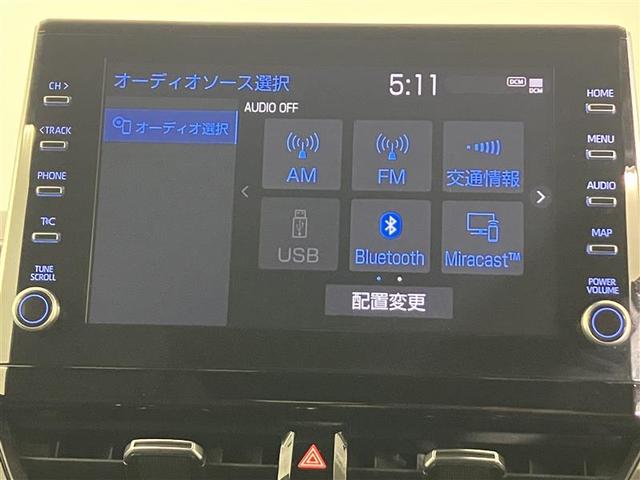 CH >
<TRACK
PHONE
T·C
TUNE
SCROLL
オーディオソース選択
5:11
DCM
DCM
オーディオ選択
AUDIO OFF
AM
FM
交通情報
USB
Bluetooth
Miracast™
配置変更
HOME
MENU
AUDIO
MAP
POWER
VOLUME